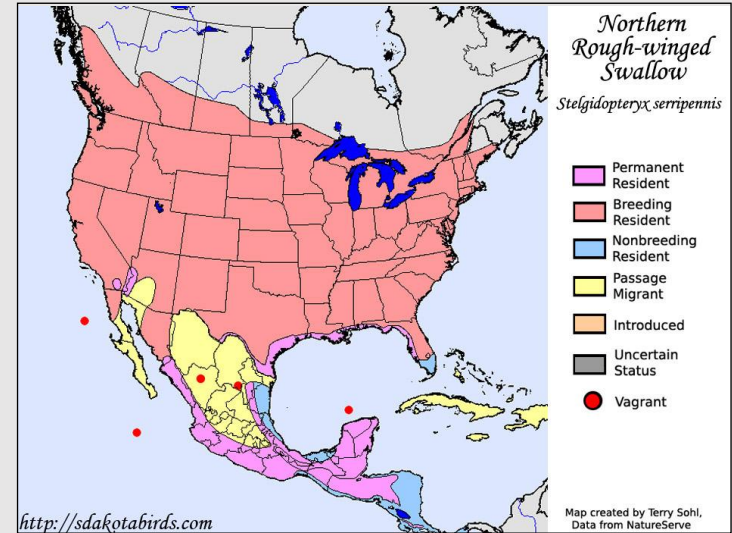 Northern
Rough-winged
Swallow
Stelgidopteryx serripennis
Permanent
Resident
Breeding
Resident
Nonbreeding
Resident
Passage
Migrant
Introduced
Uncertain
Status
Vagrant
Map created by Terry Sohl,
Data from NatureServe
http://sdakotabirds.com